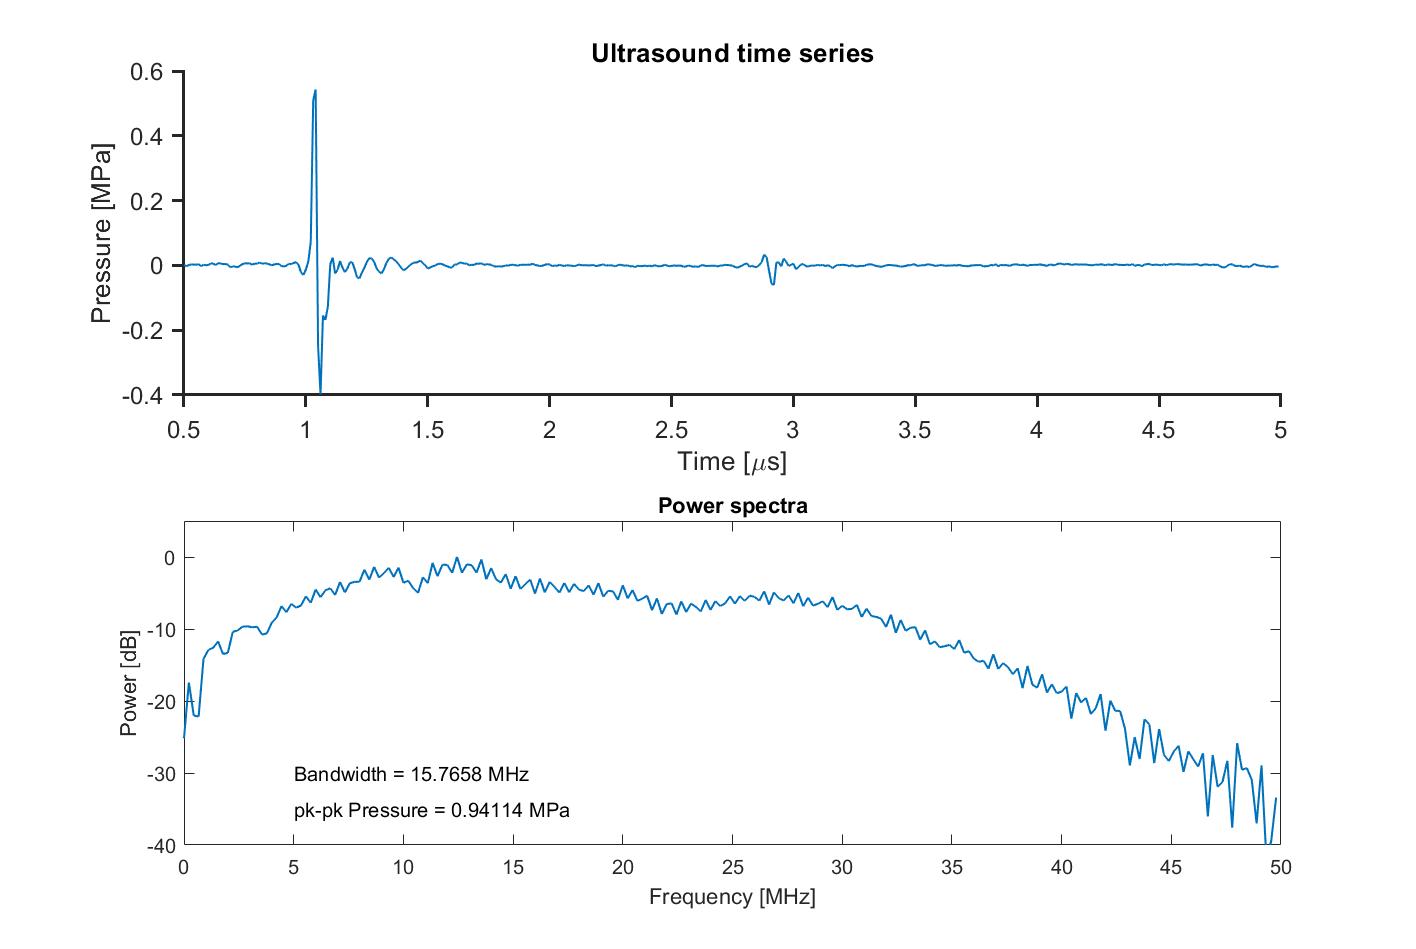 Ultrasound time series
0.6
0.4
0.2
0
-0.2
-0.4
Pressure [MPa]
0.5 1 1.5 2 2.5 3 3.5 4 4.5 5
Time [μs]
Power spectra
0
-10
-20
-30
-40
Power [dB]
Bandwidth = 15.7658 MHz
pk-pk Pressure = 0.94114 MPa
0 5 10 15 20 25 30 35 40 45 50
Frequency [MHz]